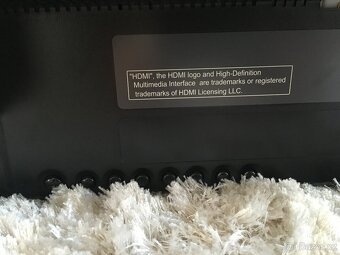 "HDMI", the HDMI logo and High-Definition
Multimedia Interface are trademarks or registered
trademarks of HDMI Licensing LLC.